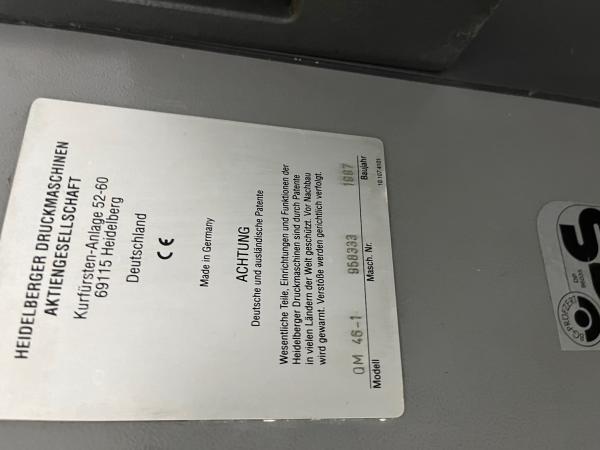 HEIDELBERGER DRUCKMASCHINEN
AKTIENGESELLSCHAFT
Kurfürsten-Anlage 52-60
69115 Heidelberg
Deutschland
CE
Made in Germany
ACHTUNG
Deutsche und ausländische Patente
Wesentliche Teile, Einrichtungen und Funktionen der
Heidelberger Druckmaschinen sind durch Patente
in vielen Ländern der Welt geschützt. Vor Nachbau
wird gewarnt. Verstöße werden gerichtlich verfolgt.
QM 46-1 958333 1997
Modell Masch. Nr. Baujahr
GS